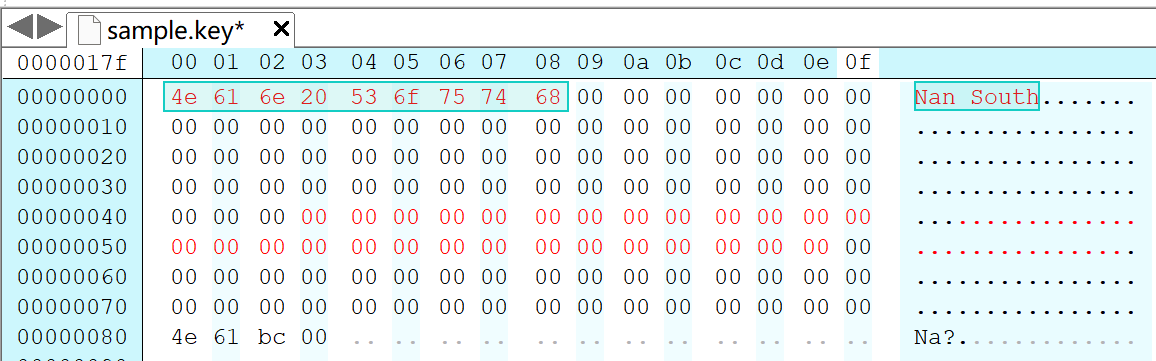 sample.key*
0000017f 00 01 02 03 04 05 06 07 08 09 0a 0b 0c 0d 0e 0f
00000000 4e 61 6e 20 53 6f 75 74 68 00 00 00 00 00 00 00 Nan South.......
00000010 00 00 00 00 00 00 00 00 00 00 00 00 00 00 00 00 ................
00000020 00 00 00 00 00 00 00 00 00 00 00 00 00 00 00 00 ................
00000030 00 00 00 00 00 00 00 00 00 00 00 00 00 00 00 00 ................
00000040 00 00 00 00 00 00 00 00 00 00 00 00 00 00 00 00 ................
00000050 00 00 00 00 00 00 00 00 00 00 00 00 00 00 00 00 ................
00000060 00 00 00 00 00 00 00 00 00 00 00 00 00 00 00 00 ................
00000070 00 00 00 00 00 00 00 00 00 00 00 00 00 00 00 00 ................
00000080 4e 61 bc 00 .. .. .. .. .. .. .. .. .. .. .. .. Na?.